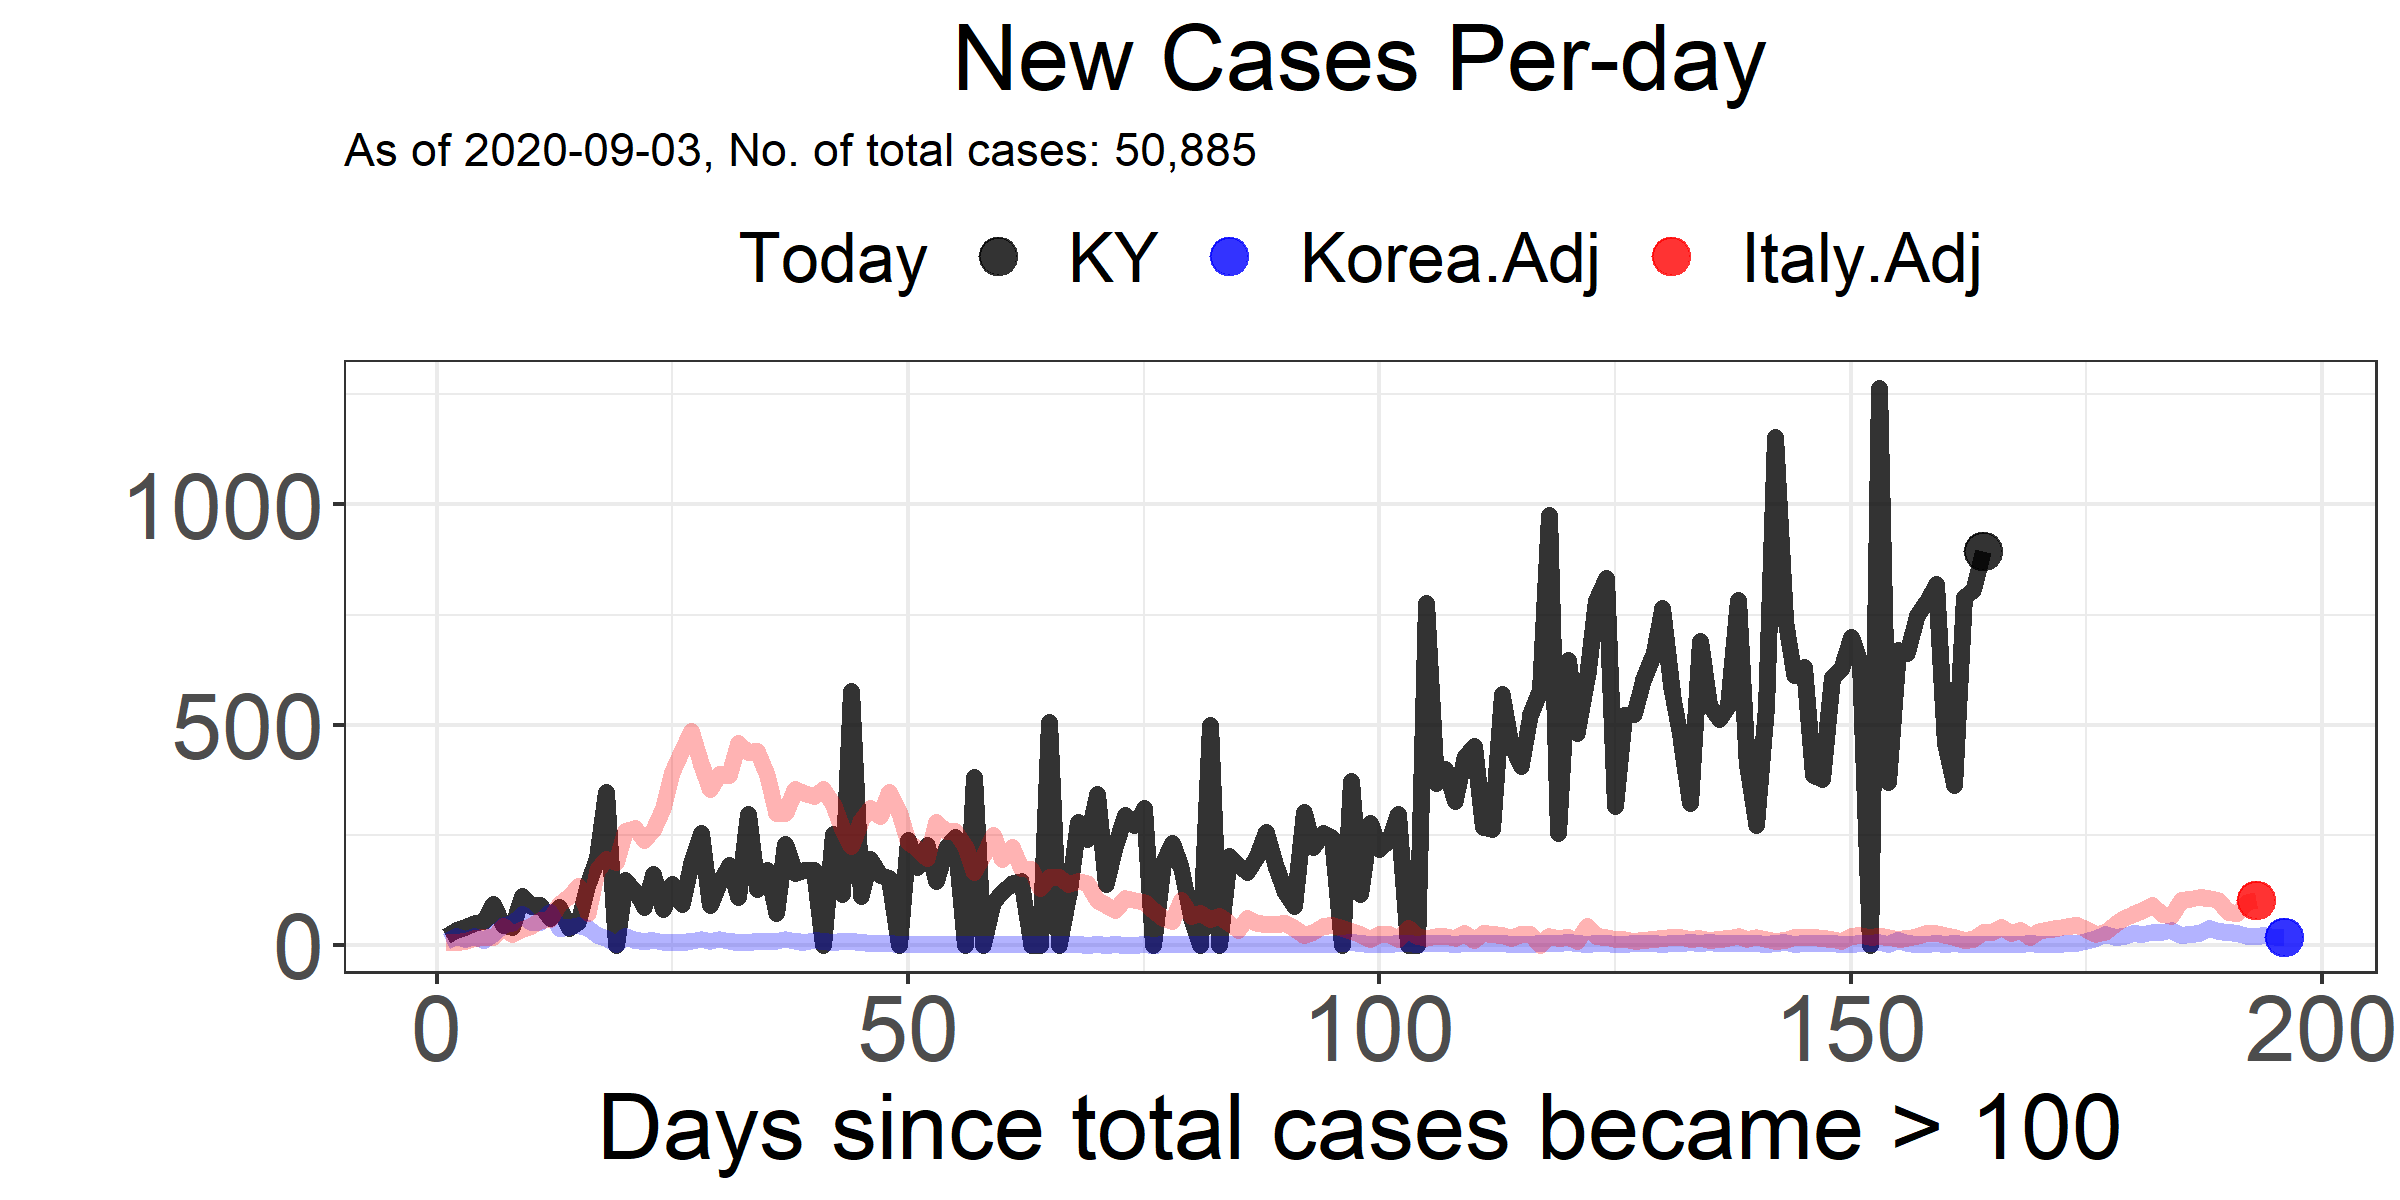 New Cases Per-day
As of 2020-09-03, No. of total cases: 50,885
Today KY Korea.Adj Italy.Adj
1000
500
0
0 50 100 150 200
Days since total cases became > 100